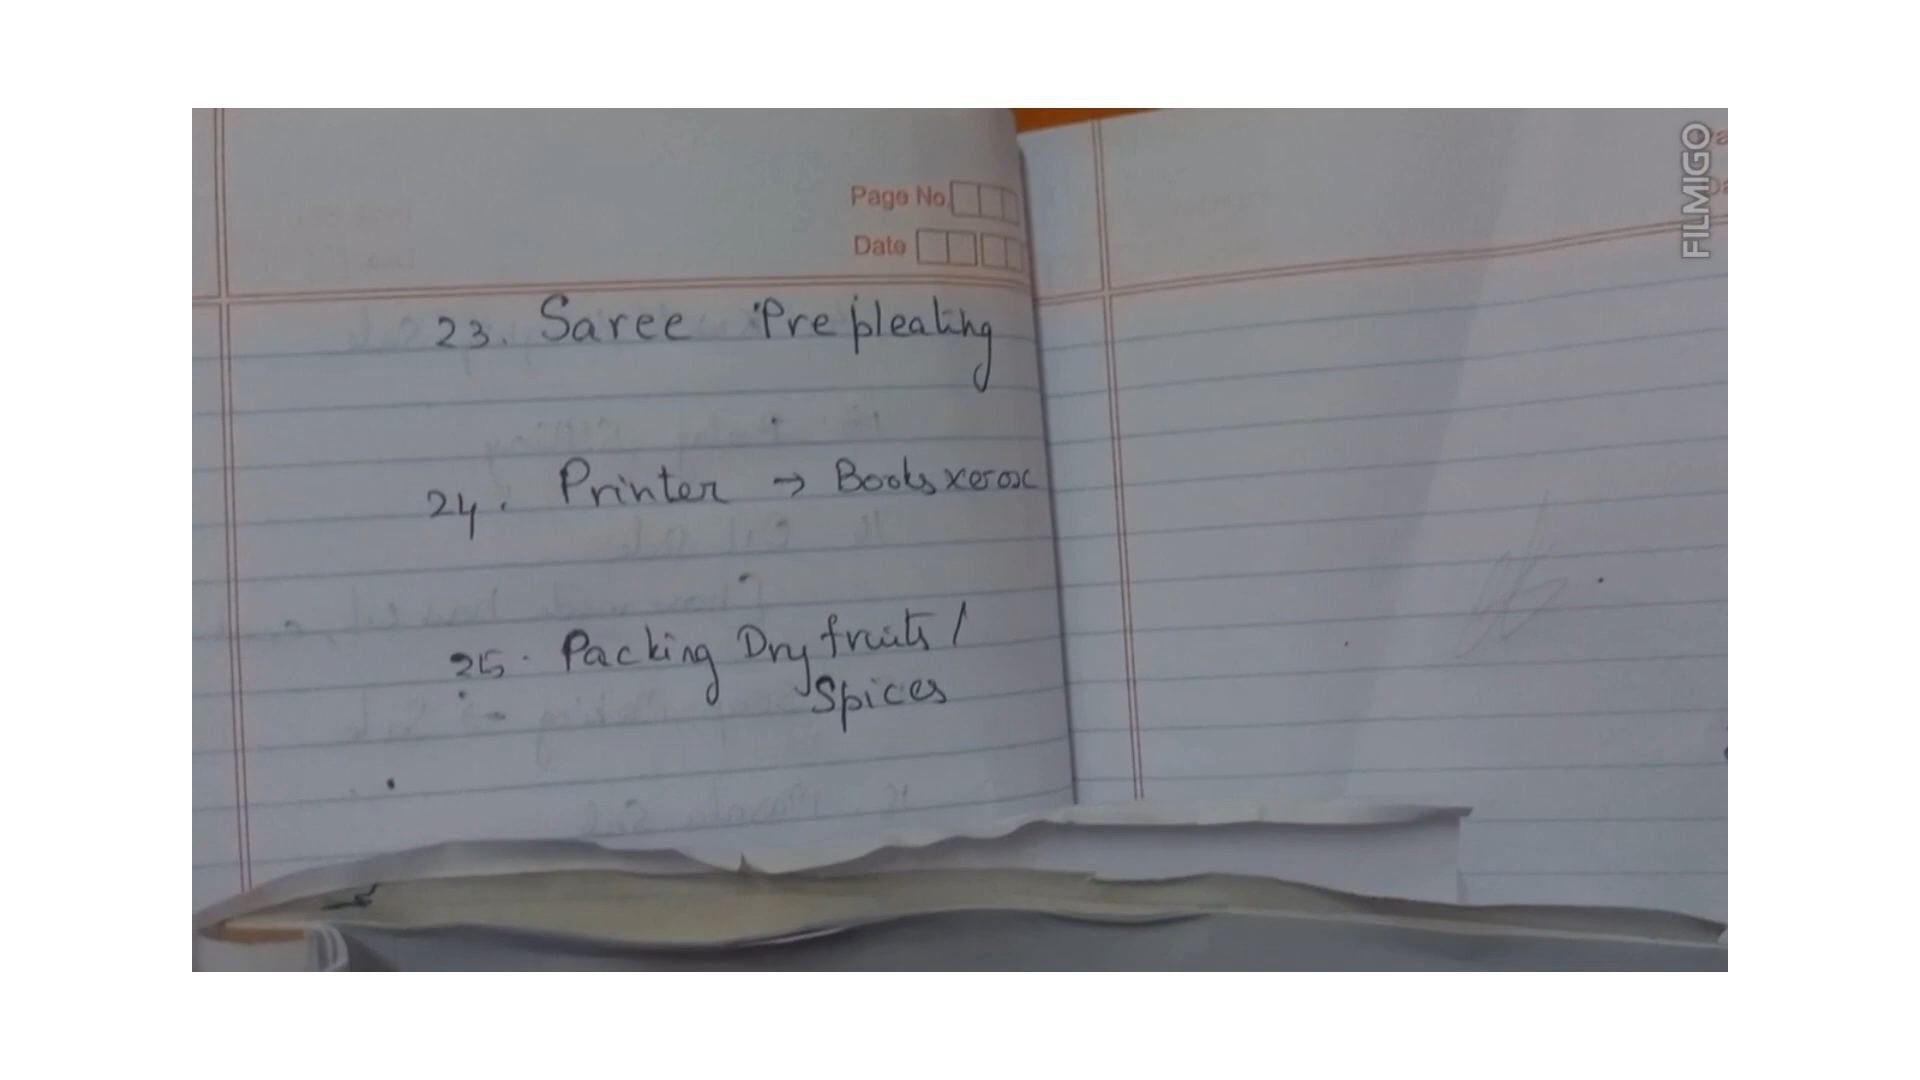 Page No.
Date
FILMIGO
23. Saree Prepleating
24. Printer → Books xerox
25. Packing Dry fruits /
Spices